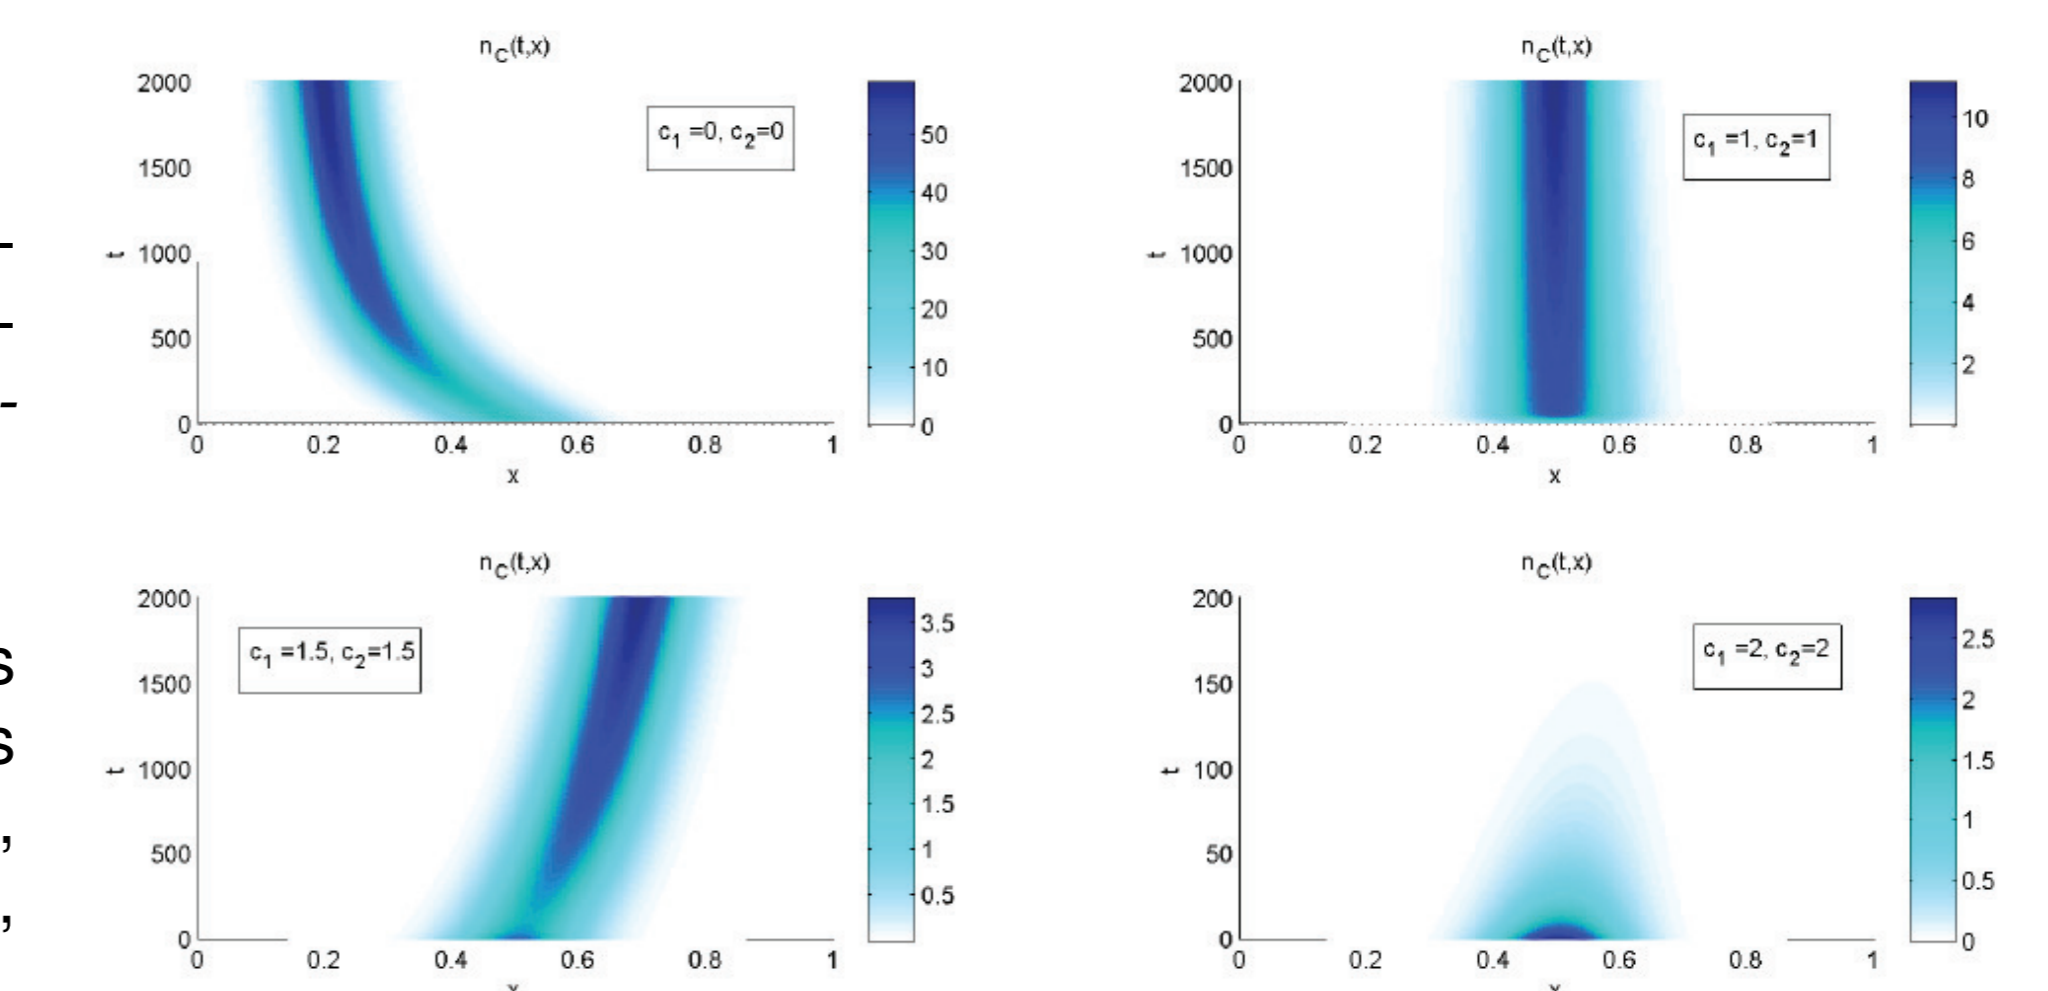 n_C(t,x)
c_1 =0, c_2=0
2000
1500
1000
500
0
t
0 0.2 0.4 0.6 0.8 1
x
50
40
30
20
10
0
n_C(t,x)
c_1 =1, c_2=1
2000
1500
1000
500
0
t
0 0.2 0.4 0.6 0.8 1
x
10
8
6
4
2
n_C(t,x)
c_1 =1.5, c_2=1.5
2000
1500
1000
500
0
t
0 0.2 0.4 0.6 0.8 1
x
3.5
3
2.5
2
1.5
1
0.5
n_C(t,x)
c_1 =2, c_2=2
200
150
100
50
0
t
0 0.2 0.4 0.6 0.8 1
x
2.5
2
1.5
1
0.5
0
-
-
-
s
s
,
,